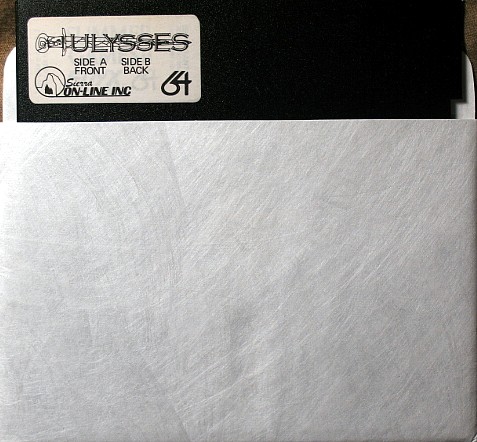 ULYSSES
SIDE A SIDE B
FRONT BACK
Sierra
ON-LINE INC
64